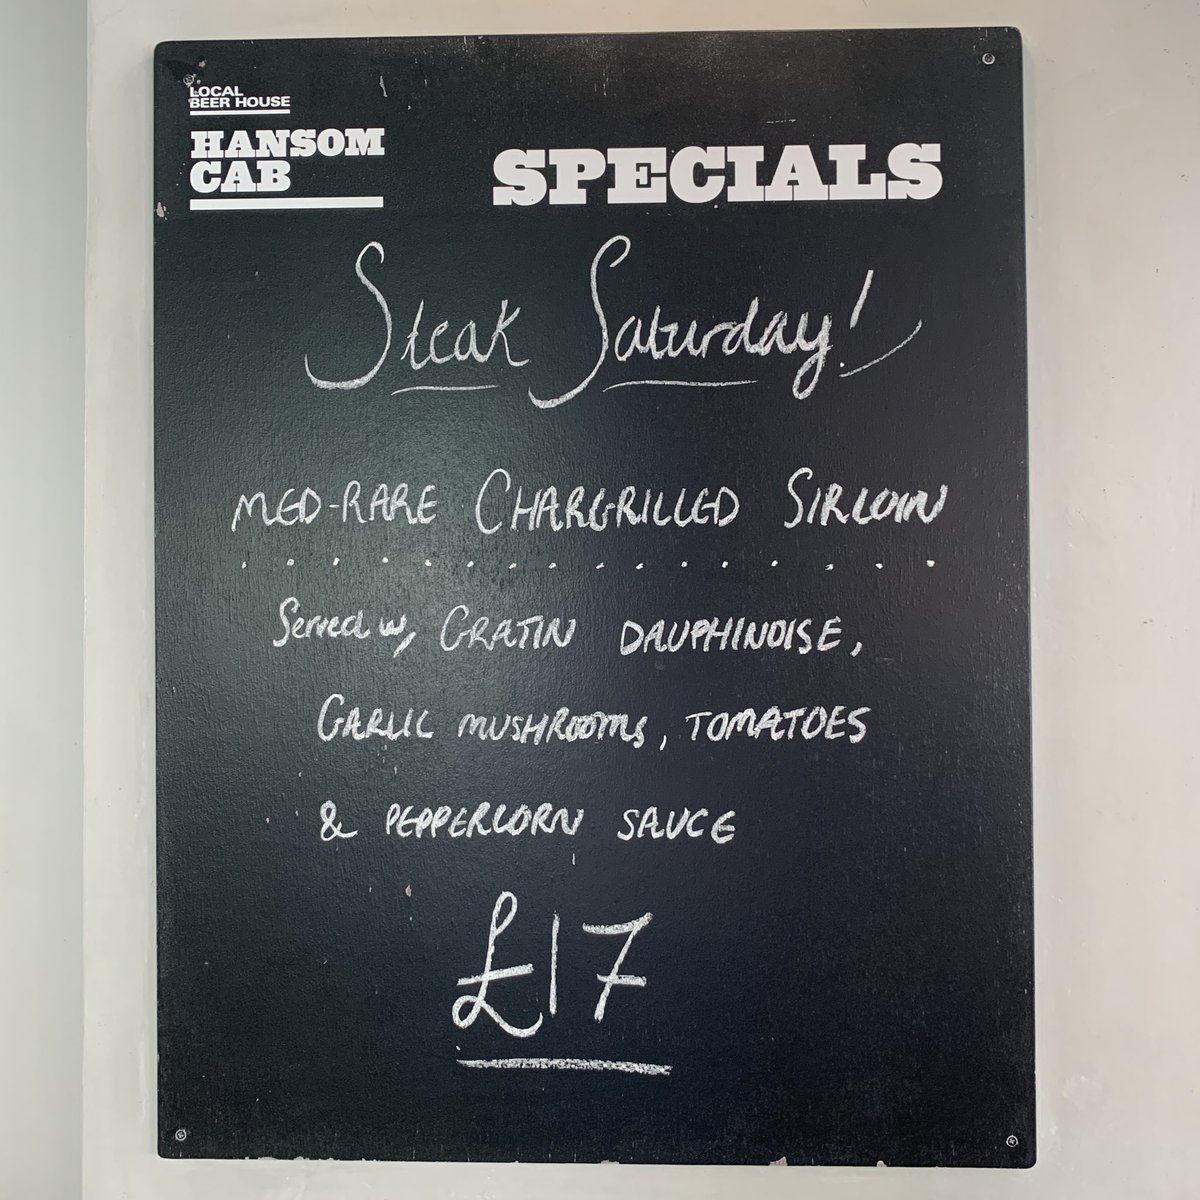 LOCAL
BEER HOUSE
HANSOM
CAB
SPECIALS
Steak Saturday!
MED-RARE CHARGRILLED SIRLOIN
Served w, GRATIN DAUPHINOISE,
GARLIC MUSHROOMS, TOMATOES
& PEPPERCORN SAUCE
£17